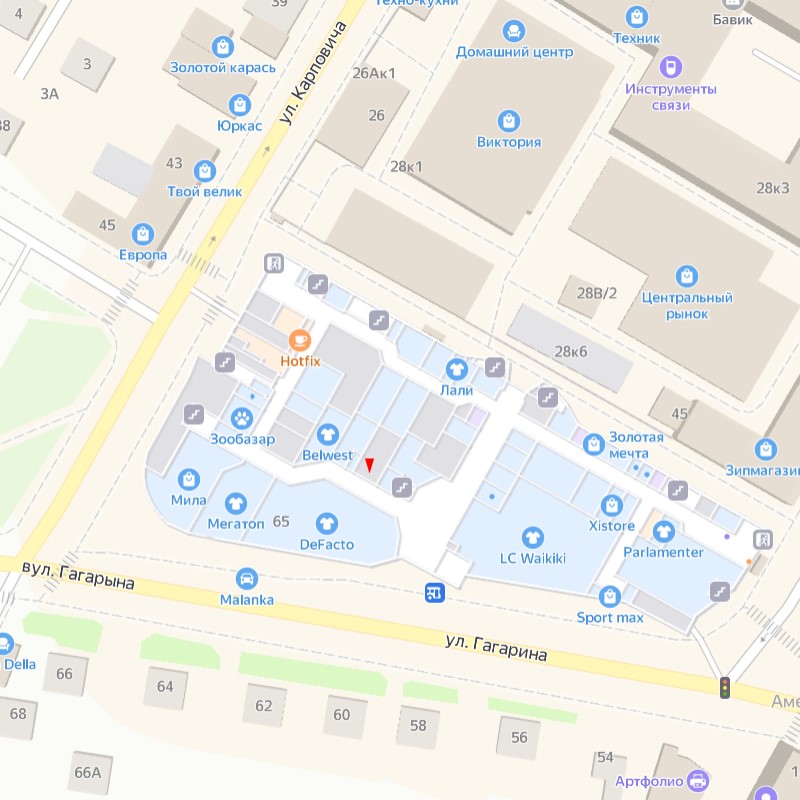 39
Техно-кухни
Бавик
4
Домашний центр
Техник
3
Золотой карась
26Ак1
Инструменты
связи
3А
ул. Карповича
Юркас
26
Виктория
43
Твой велик
28к1
28к3
45
Европа
28В/2
Центральный
рынок
28к6
Hotfix
Лали
45
Зообазар
Belwest
Золотая
мечта
Зипмагазин
Мила
Мегатоп
65
DeFacto
Xistore
LC Waikiki
Parlamenter
вул. Гагарына
Malanka
Sport max
ул. Гагарина
Della
66
64
62
60
58
56
68
54
66А
Артфолио